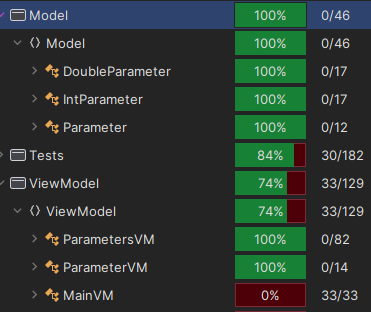 Model 100% 0/46
{} Model 100% 0/46
DoubleParameter 100% 0/17
IntParameter 100% 0/17
Parameter 100% 0/12
Tests 84% 30/182
ViewModel 74% 33/129
{} ViewModel 74% 33/129
ParametersVM 100% 0/82
ParameterVM 100% 0/14
MainVM 0% 33/33